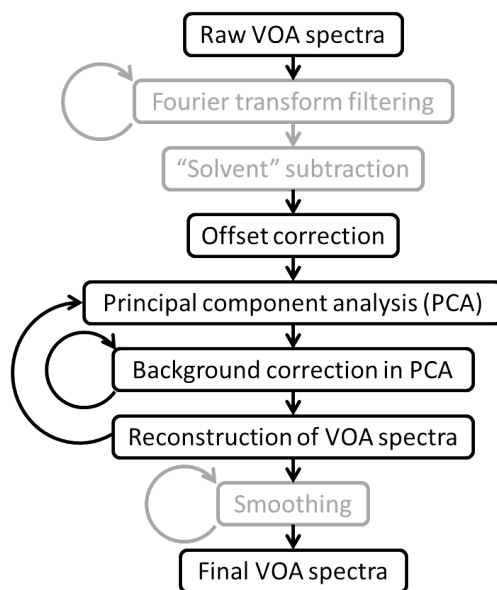 Raw VOA spectra
Fourier transform filtering
“Solvent” subtraction
Offset correction
Principal component analysis (PCA)
Background correction in PCA
Reconstruction of VOA spectra
Smoothing
Final VOA spectra